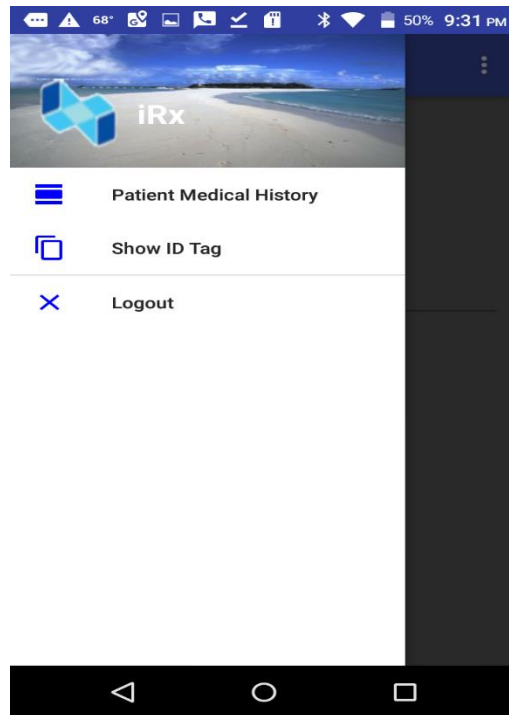 68° 50% 9:31 PM
iRx
Patient Medical History
Show ID Tag
Logout